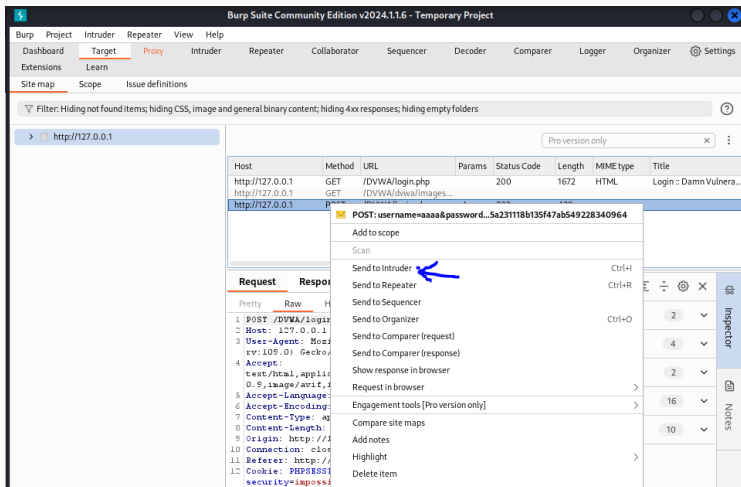 Burp Suite Community Edition v2024.1.1.6 - Temporary Project
Burp Project Intruder Repeater View Help
Dashboard Target Proxy Intruder Repeater Collaborator Sequencer Decoder Comparer Logger Organizer Settings
Extensions Learn
Site map Scope Issue definitions
Filter: Hiding not found items; hiding CSS, image and general binary content; hiding 4xx responses; hiding empty folders
http://127.0.0.1
Pro version only
Host Method URL Params Status Code Length MIME type Title
http://127.0.0.1 GET /DVWA/login.php 200 1672 HTML Login :: Damn Vulnera...
http://127.0.0.1 GET /DVWA/dvwa/images...
http://127.0.0.1
POST: username=aaaa&password...5a231118b135f47ab549228340964
Add to scope
Scan
Send to Intruder Ctrl+I
Send to Repeater Ctrl+R
Send to Sequencer
Send to Organizer Ctrl+O
Send to Comparer (request)
Send to Comparer (response)
Show response in browser
Request in browser
Engagement tools [Pro version only]
Compare site maps
Add notes
Highlight
Delete item
Request Respon
Pretty Raw H
1 POST /DVWA/login
2 Host: 127.0.0.1
3 User-Agent: Mozi
rv:109.0) Gecko/
4 Accept:
text/html,applic
0.9,image/avif,i
5 Accept-Language:
6 Accept-Encoding:
7 Content-Type: ap
8 Content-Length:
9 Origin: http://1
10 Connection: clos
11 Referer: http://
12 Cookie: PHPSESSI
security=impossi
2
4
2
16
10
Inspector
Notes